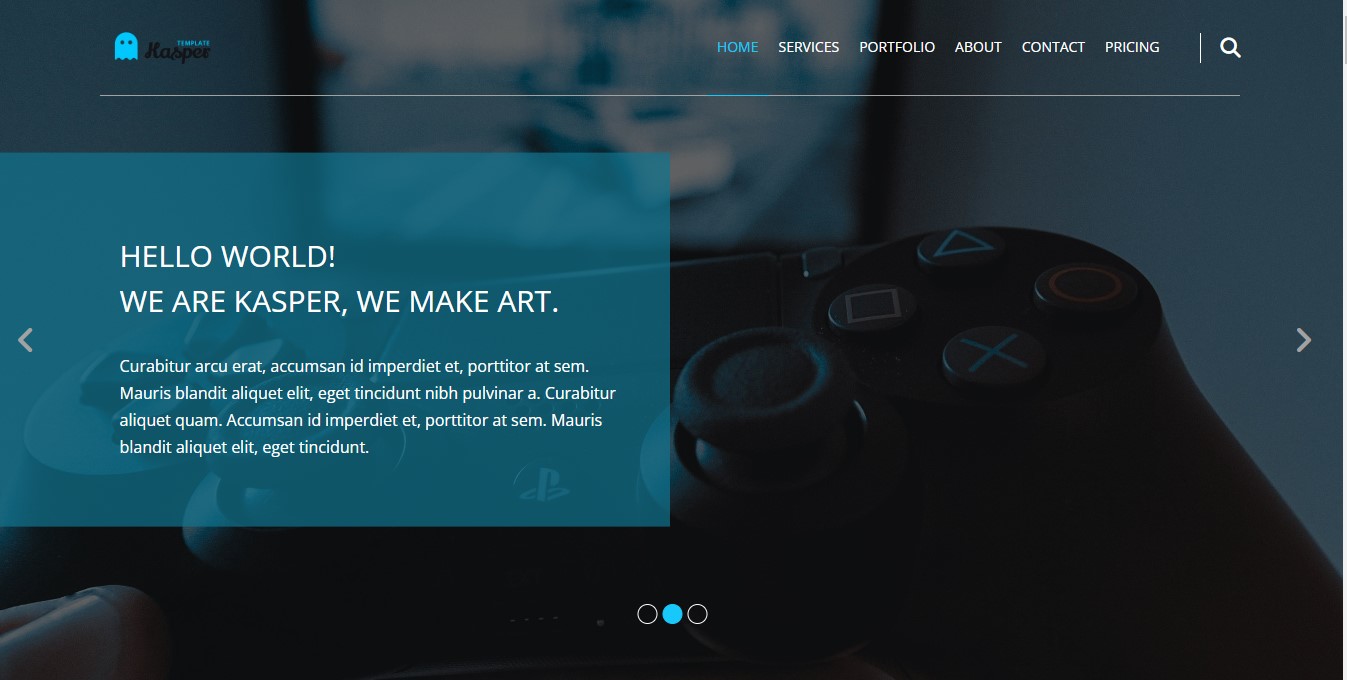 TEMPLATE
Kasper
HOME SERVICES PORTFOLIO ABOUT CONTACT PRICING
HELLO WORLD!
WE ARE KASPER, WE MAKE ART.
Curabitur arcu erat, accumsan id imperdiet et, porttitor at sem.
Mauris blandit aliquet elit, eget tincidunt nibh pulvinar a. Curabitur
aliquet quam. Accumsan id imperdiet et, porttitor at sem. Mauris
blandit aliquet elit, eget tincidunt.